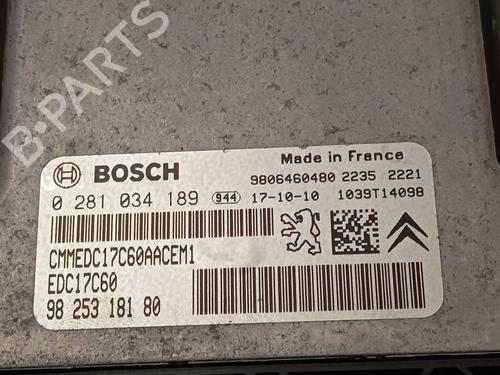 B-PARTS
BOSCH
Made in France
0 281 034 189 944 17-10-10 1039T14098
9806460480 2235 2221
CMMEDC17C60AACEM1
EDC17C60
98 253 181 80